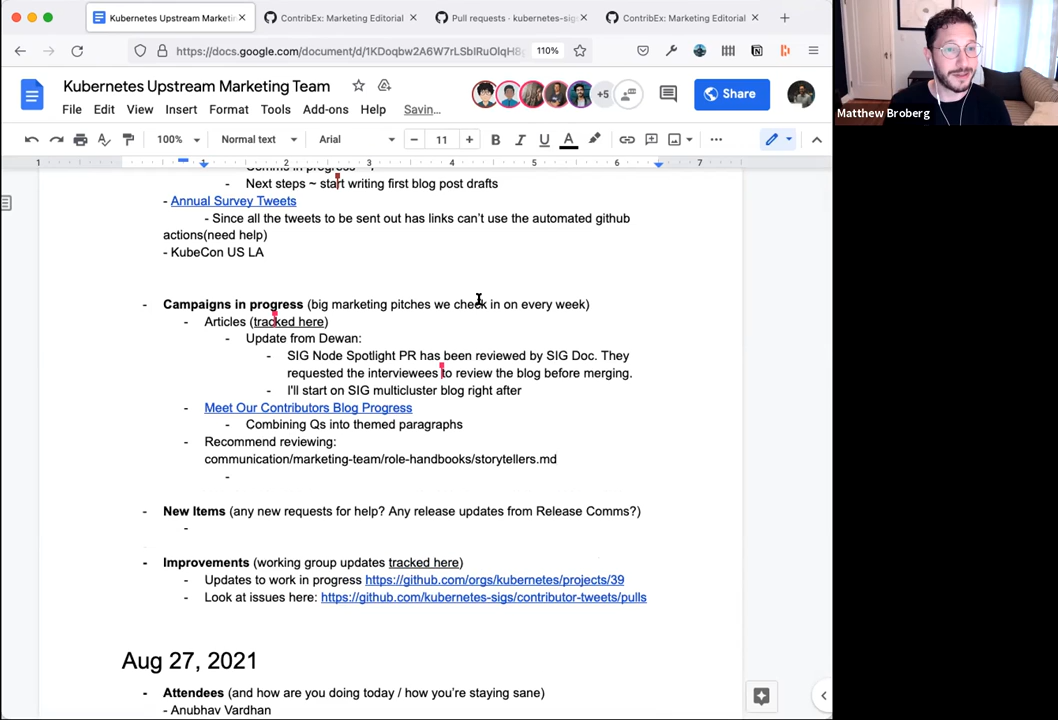 Kubernetes Upstream Marketin
ContribEx: Marketing Editorial
Pull requests · kubernetes-sigs
ContribEx: Marketing Editorial
https://docs.google.com/document/d/1KDoqbw2A6W7rLSbIRuOlqH8
110%
Kubernetes Upstream Marketing Team
File Edit View Insert Format Tools Add-ons Help Savin...
+5
Share
Matthew Broberg
100% Normal text Arial 11
B I U A
1 1 2 3 4 5 6 7
Next steps ~ start writing first blog post drafts
- Annual Survey Tweets
- Since all the tweets to be sent out has links can't use the automated github
actions(need help)
- KubeCon US LA
- Campaigns in progress (big marketing pitches we check in on every week)
- Articles (tracked here)
- Update from Dewan:
- SIG Node Spotlight PR has been reviewed by SIG Doc. They
requested the interviewees to review the blog before merging.
- I'll start on SIG multicluster blog right after
- Meet Our Contributors Blog Progress
- Combining Qs into themed paragraphs
- Recommend reviewing:
communication/marketing-team/role-handbooks/storytellers.md
-
- New Items (any new requests for help? Any release updates from Release Comms?)
-
- Improvements (working group updates tracked here)
- Updates to work in progress https://github.com/orgs/kubernetes/projects/39
- Look at issues here: https://github.com/kubernetes-sigs/contributor-tweets/pulls
Aug 27, 2021
- Attendees (and how are you doing today / how you're staying sane)
- Anubhav Vardhan